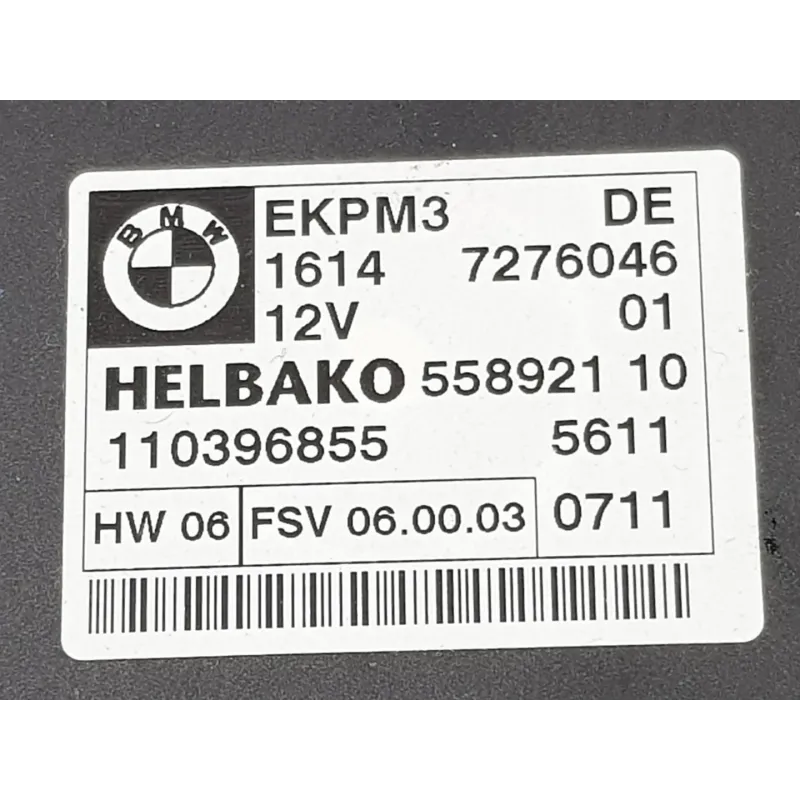 BMW
EKPM3 DE
1614 7276046
12V 01
HELBAKO 558921 10
110396855 5611
HW 06 FSV 06.00.03 0711